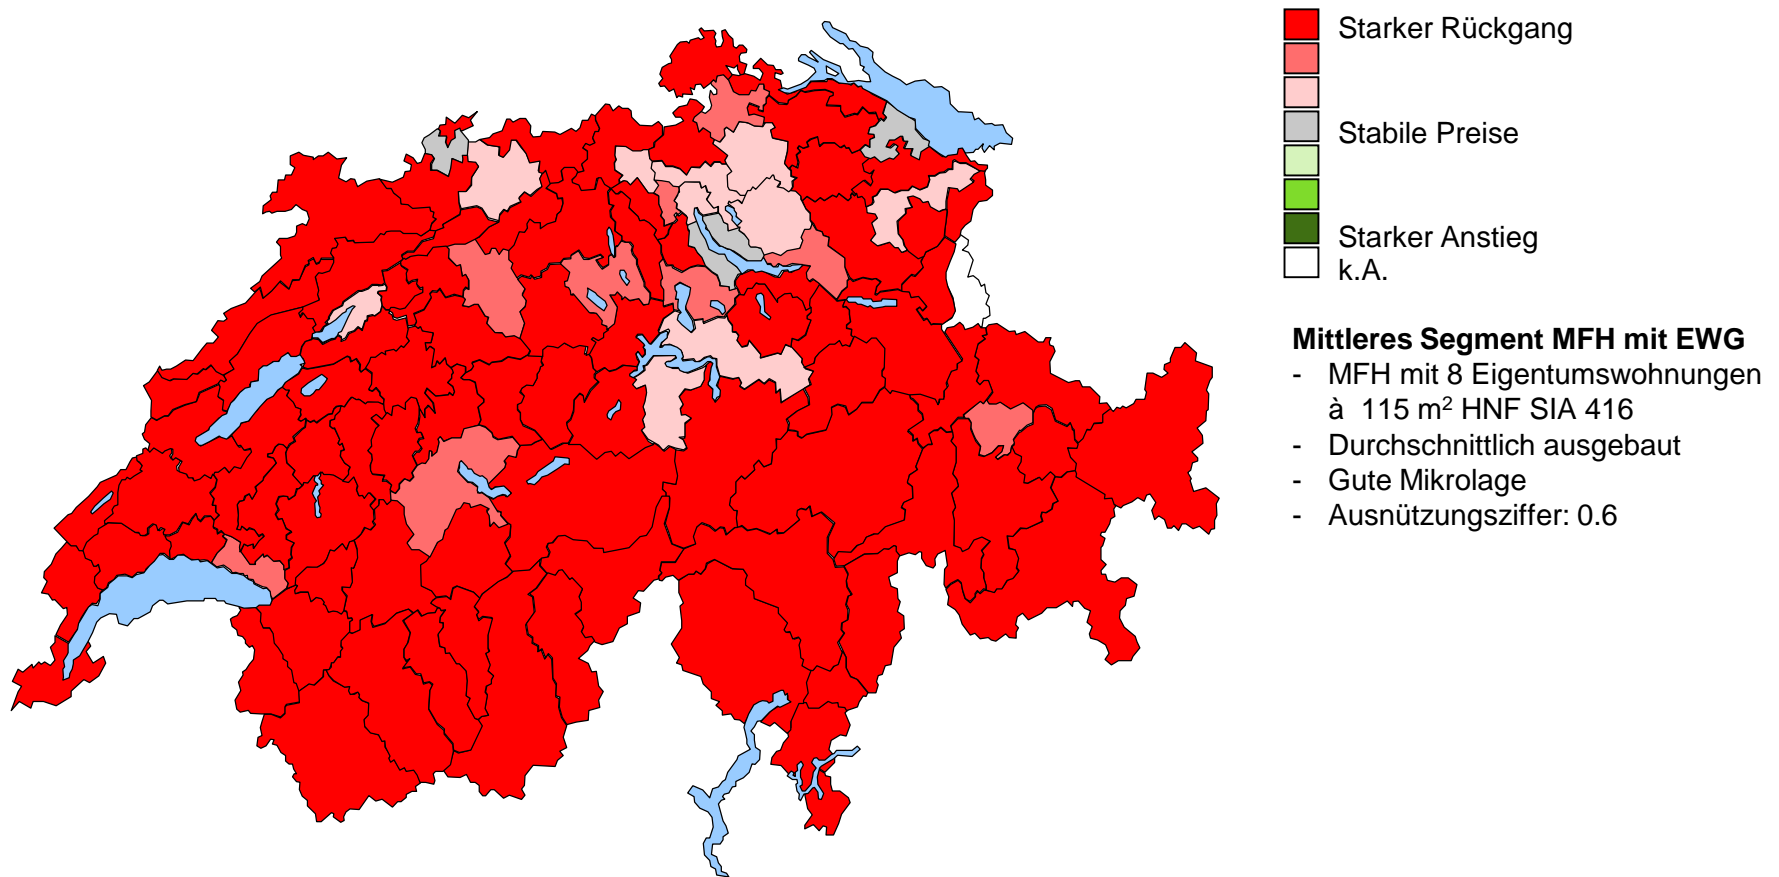 Starker Rückgang
Stabile Preise
Starker Anstieg
k.A.
Mittleres Segment MFH mit EWG
- MFH mit 8 Eigentumswohnungen
à 115 m² HNF SIA 416
- Durchschnittlich ausgebaut
- Gute Mikrolage
- Ausnützungsziffer: 0.6